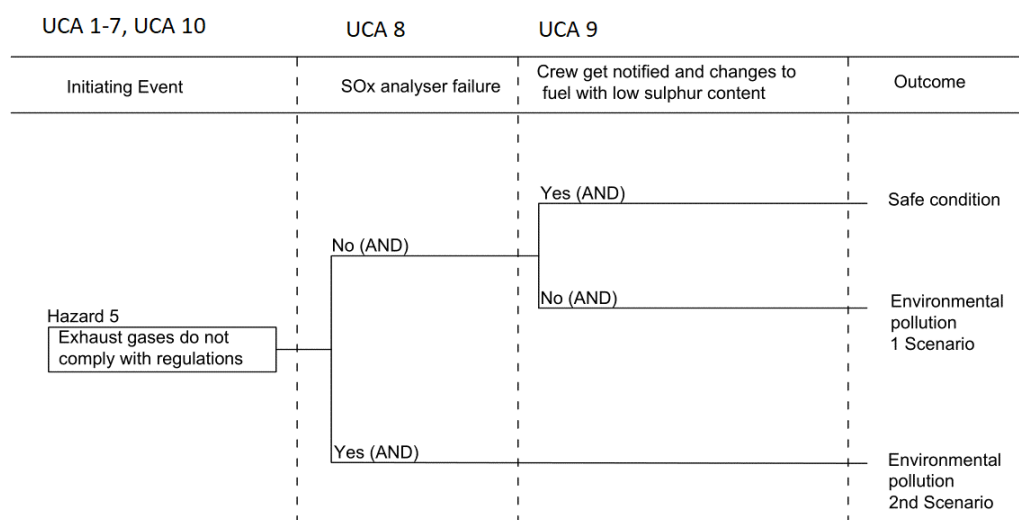 UCA 1-7, UCA 10
UCA 8
UCA 9
Initiating Event
SOx analyser failure
Crew get notified and changes to
fuel with low sulphur content
Outcome
Yes (AND)
Safe condition
No (AND)
No (AND)
Environmental
pollution
1 Scenario
Hazard 5
Exhaust gases do not
comply with regulations
Yes (AND)
Environmental
pollution
2nd Scenario